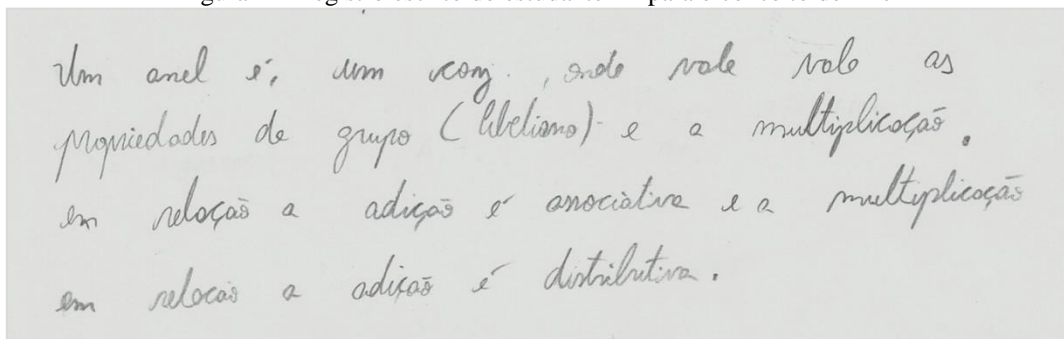 Um anel é, um conj. , onde vale vale as
propriedades de grupo (Abeliano) e a multiplicação.
em relação a adição é associativa e a multiplicação
em relação a adição é distributiva.